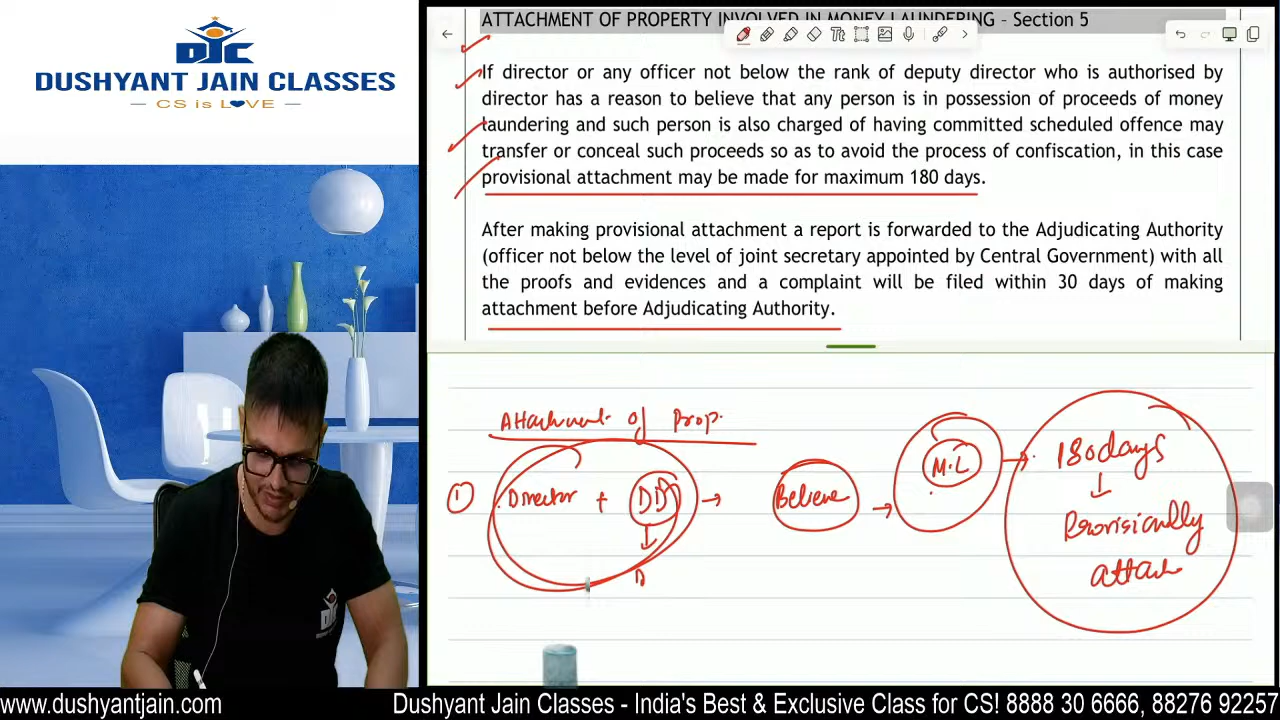 DJC
DUSHYANT JAIN CLASSES
— CS is LOVE —
ATTACHMENT OF PROPERTY INVOLVED IN MONEY LAUNDERING – Section 5
If director or any officer not below the rank of deputy director who is authorised by
director has a reason to believe that any person is in possession of proceeds of money
laundering and such person is also charged of having committed scheduled offence may
transfer or conceal such proceeds so as to avoid the process of confiscation, in this case
provisional attachment may be made for maximum 180 days.
After making provisional attachment a report is forwarded to the Adjudicating Authority
(officer not below the level of joint secretary appointed by Central Government) with all
the proofs and evidences and a complaint will be filed within 30 days of making
attachment before Adjudicating Authority.
Attachment of Prop.
① Director + DD → Believe → M.L → 180 days
↓
Provisionally
attach
D
DJC
www.dushyantjain.com
Dushyant Jain Classes - India's Best & Exclusive Class for CS! 8888 30 6666, 88276 92257